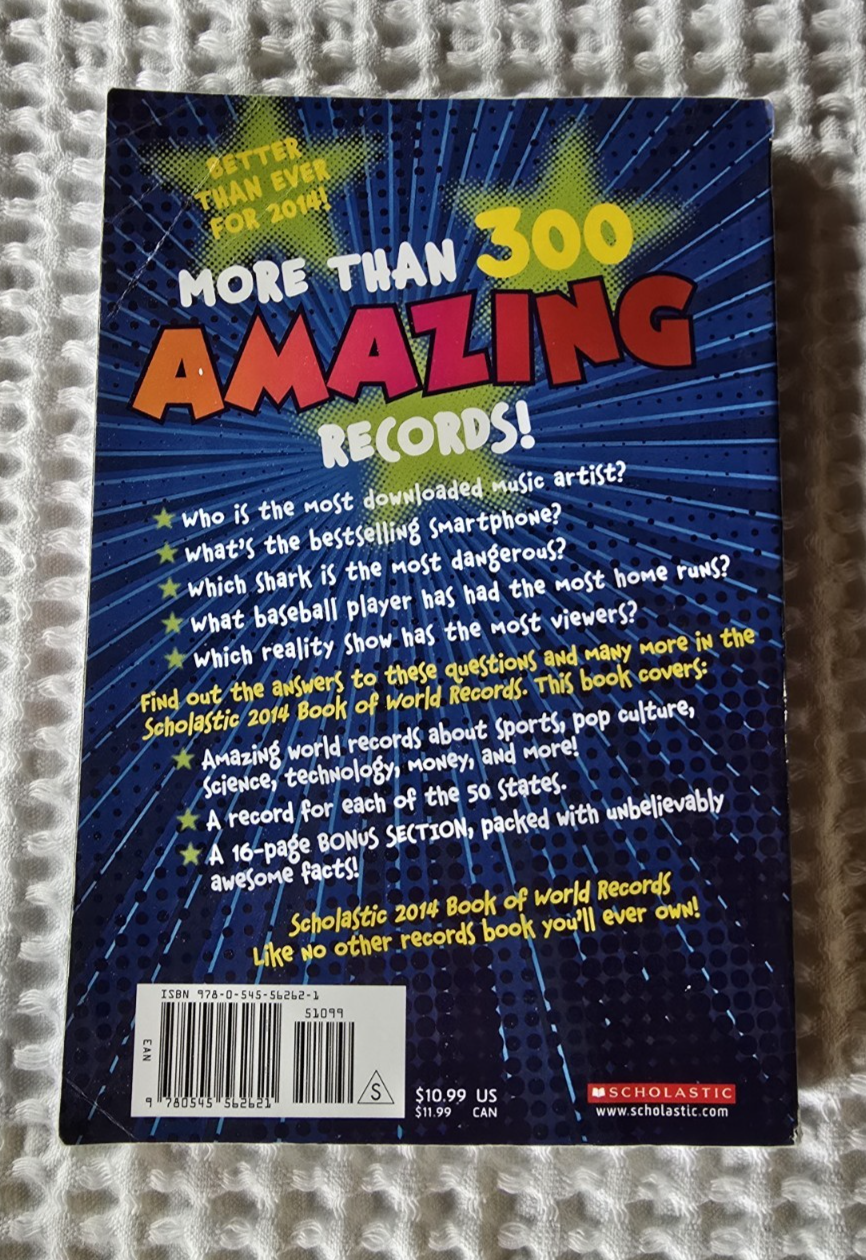 BETTER
THAN EVER
FOR 2014!
MORE THAN 300
AMAZING
RECORDS!
Who is the most downloaded music artist?
What's the bestselling smartphone?
Which shark is the most dangerous?
What baseball player has had the most home runs?
Which reality show has the most viewers?
Find out the answers to these questions and many more in the
Scholastic 2014 Book of World Records. This book covers:
Amazing world records about sports, pop culture,
science, technology, money, and more!
A record for each of the 50 states.
A 16-page BONUS SECTION, packed with unbelievably
awesome facts!
Scholastic 2014 Book of World Records
Like no other records book you'll ever own!
ISBN 978-0-545-56262-1
51099
EAN
9 780545 562621
S
$10.99 US
$11.99 CAN
SCHOLASTIC
www.scholastic.com